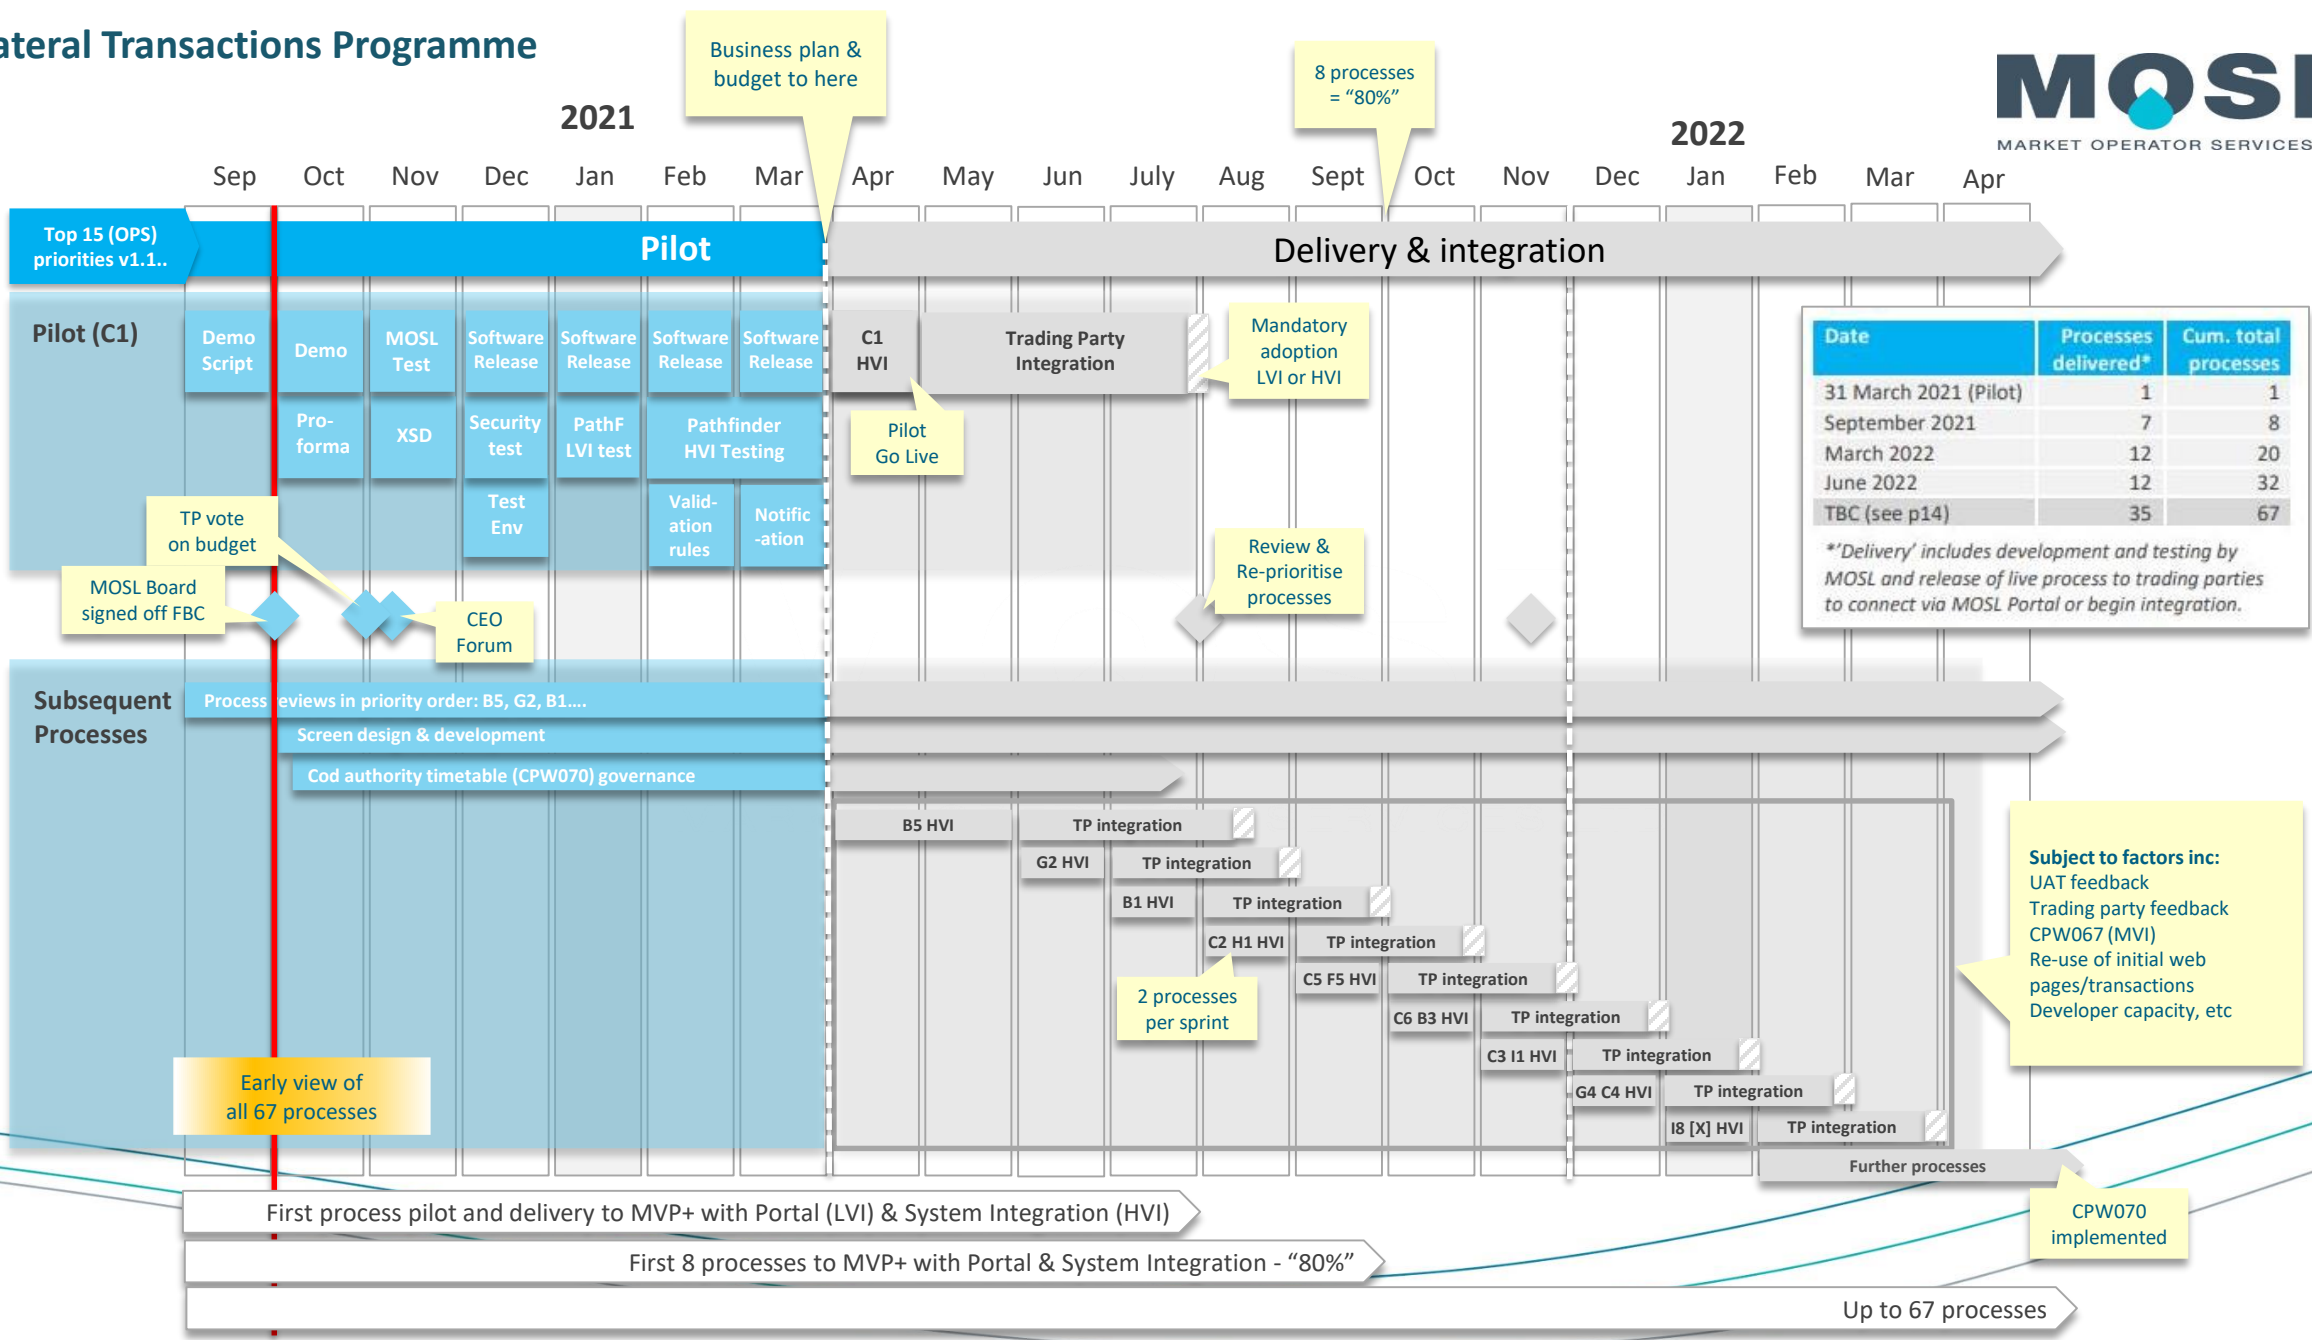 ateral Transactions Programme
Business plan &
budget to here
8 processes
= “80%”
MOSL
MARKET OPERATOR SERVICES
2021
2022
Sep Oct Nov Dec Jan Feb Mar Apr May Jun July Aug Sept Oct Nov Dec Jan Feb Mar Apr
Top 15 (OPS)
priorities v1.1..
Pilot
Delivery & integration
Pilot (C1)
Demo
Script
Demo
MOSL
Test
Software
Release
Software
Release
Software
Release
Software
Release
C1
HVI
Trading Party
Integration
Mandatory
adoption
LVI or HVI
Pro-
forma
XSD
Security
test
PathF
LVI test
Pathfinder
HVI Testing
Pilot
Go Live
Test
Env
Valid-
ation
rules
Notific
-ation
TP vote
on budget
MOSL Board
signed off FBC
CEO
Forum
Review &
Re-prioritise
processes
Date Processes delivered* Cum. total processes
31 March 2021 (Pilot) 1 1
September 2021 7 8
March 2022 12 20
June 2022 12 32
TBC (see p14) 35 67
*'Delivery' includes development and testing by
MOSL and release of live process to trading parties
to connect via MOSL Portal or begin integration.
Subsequent
Processes
Process reviews in priority order: B5, G2, B1....
Screen design & development
Cod authority timetable (CPW070) governance
B5 HVI TP integration
G2 HVI TP integration
B1 HVI TP integration
C2 H1 HVI TP integration
C5 F5 HVI TP integration
C6 B3 HVI TP integration
C3 I1 HVI TP integration
G4 C4 HVI TP integration
I8 [X] HVI TP integration
Further processes
2 processes
per sprint
Subject to factors inc:
UAT feedback
Trading party feedback
CPW067 (MVI)
Re-use of initial web
pages/transactions
Developer capacity, etc
Early view of
all 67 processes
CPW070
implemented
First process pilot and delivery to MVP+ with Portal (LVI) & System Integration (HVI)
First 8 processes to MVP+ with Portal & System Integration - “80%”
Up to 67 processes